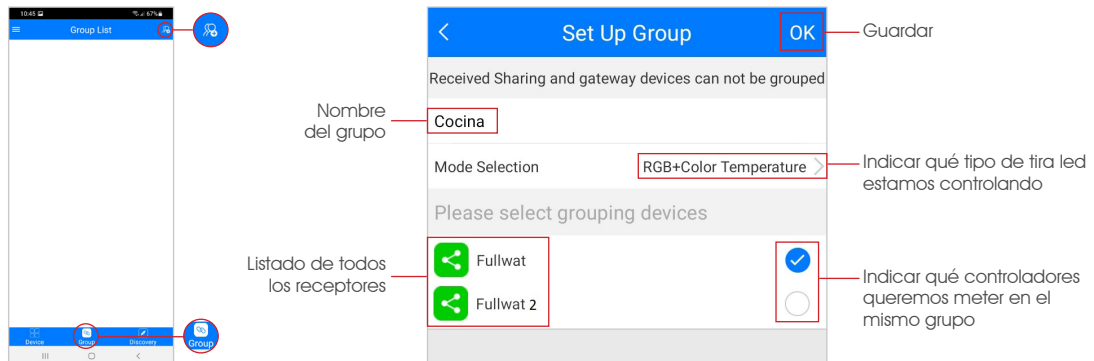 10:45 67%
Group List
Device Group Discovery
Group
Set Up Group OK
Guardar
Received Sharing and gateway devices can not be grouped
Nombre
del grupo
Cocina
Mode Selection RGB+Color Temperature
Indicar qué tipo de tira led
estamos controlando
Please select grouping devices
Listado de todos
los receptores
Fullwat
Fullwat 2
Indicar qué controladores
queremos meter en el
mismo grupo